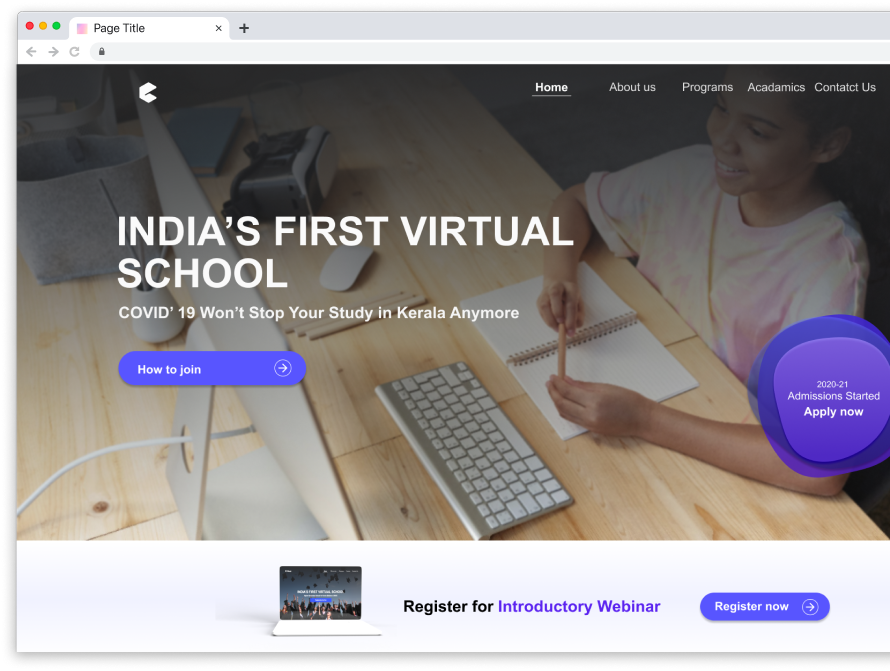 Page Title
Home
About us
Programs
Acadamics
Contatct Us
INDIA'S FIRST VIRTUAL
SCHOOL
COVID' 19 Won't Stop Your Study in Kerala Anymore
How to join
2020-21
Admissions Started
Apply now
INDIA'S FIRST VIRTUAL SCHOOL
Register for Introductory Webinar
Register now